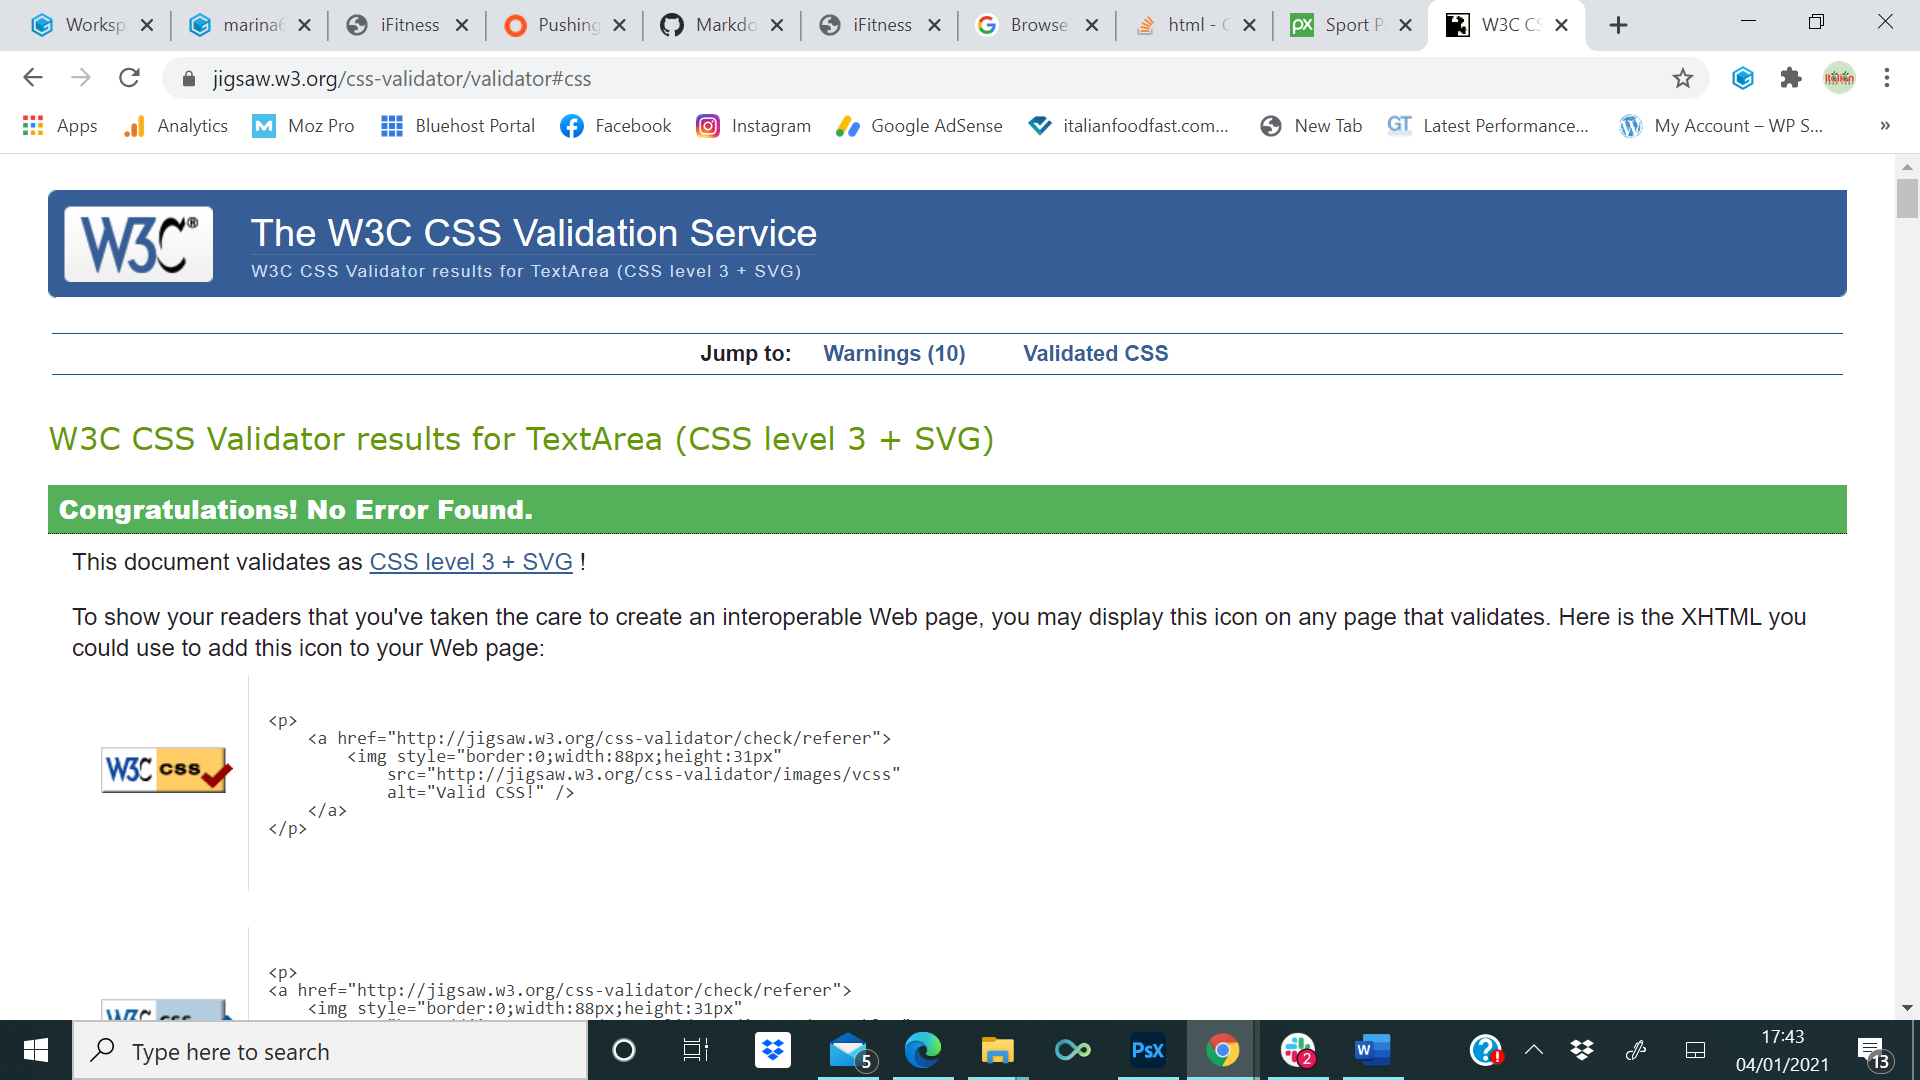 Worksp
marina6
iFitness
Pushing
Markdo
iFitness
Browse
html - C
Sport P
W3C CS
jigsaw.w3.org/css-validator/validator#css
Apps
Analytics
Moz Pro
Bluehost Portal
Facebook
Instagram
Google AdSense
italianfoodfast.com...
New Tab
GT
Latest Performance...
My Account – WP S...
»
W3C®
The W3C CSS Validation Service
W3C CSS Validator results for TextArea (CSS level 3 + SVG)
Jump to: Warnings (10) Validated CSS
W3C CSS Validator results for TextArea (CSS level 3 + SVG)
Congratulations! No Error Found.
This document validates as CSS level 3 + SVG !
To show your readers that you've taken the care to create an interoperable Web page, you may display this icon on any page that validates. Here is the XHTML you
could use to add this icon to your Web page:
W3C css
<p>
<a href="http://jigsaw.w3.org/css-validator/check/referer">
<img style="border:0;width:88px;height:31px"
src="http://jigsaw.w3.org/css-validator/images/vcss"
alt="Valid CSS!" />
</a>
</p>
W3C css
<p>
<a href="http://jigsaw.w3.org/css-validator/check/referer">
<img style="border:0;width:88px;height:31px"
Type here to search
5
PsX
2
W
17:43
04/01/2021
13